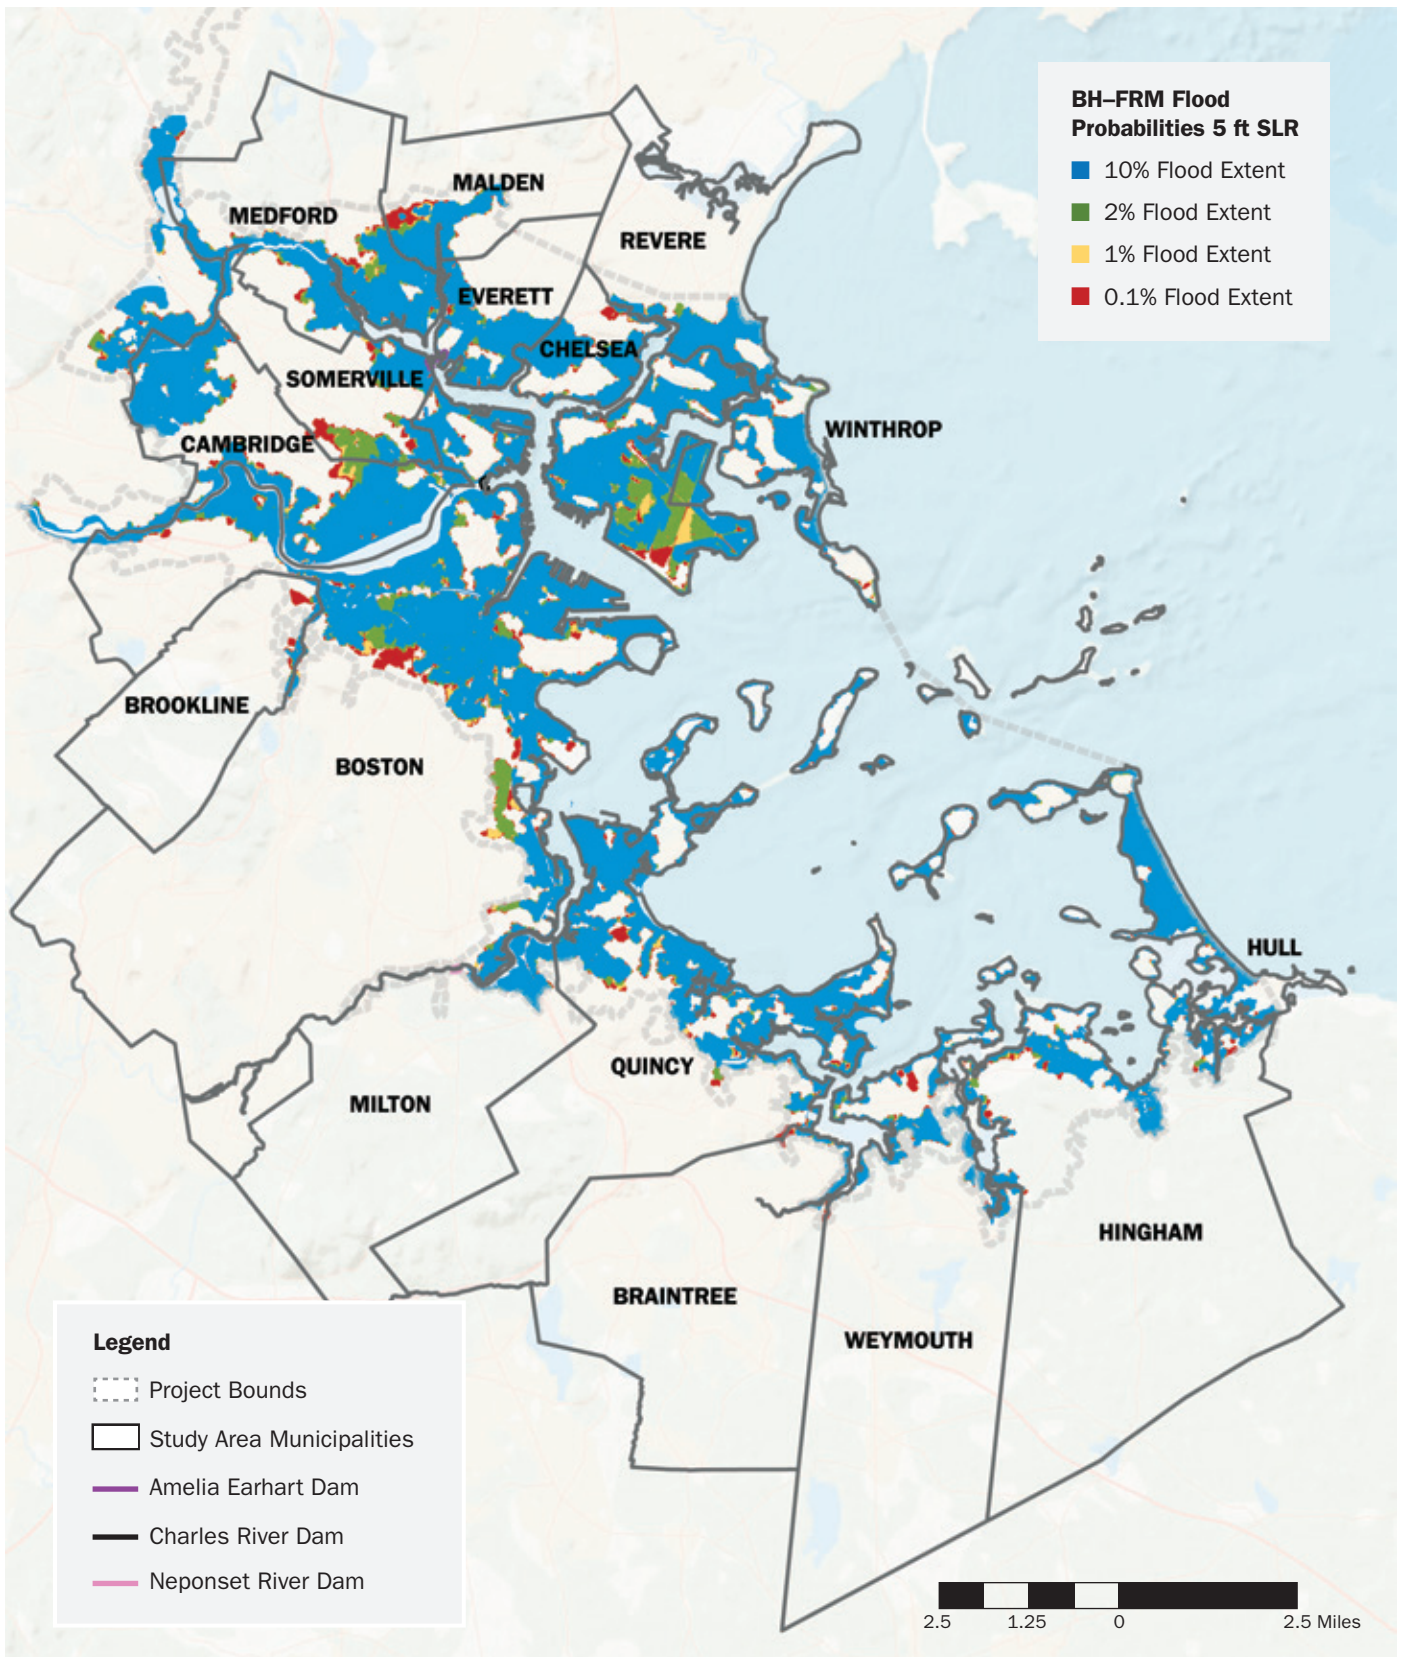 BH–FRM Flood
Probabilities 5 ft SLR
10% Flood Extent
2% Flood Extent
1% Flood Extent
0.1% Flood Extent
MALDEN
MEDFORD
REVERE
EVERETT
CHELSEA
SOMERVILLE
WINTHROP
CAMBRIDGE
BROOKLINE
BOSTON
HULL
QUINCY
MILTON
HINGHAM
BRAINTREE
WEYMOUTH
Legend
Project Bounds
Study Area Municipalities
Amelia Earhart Dam
Charles River Dam
Neponset River Dam
2.5 1.25 0 2.5 Miles